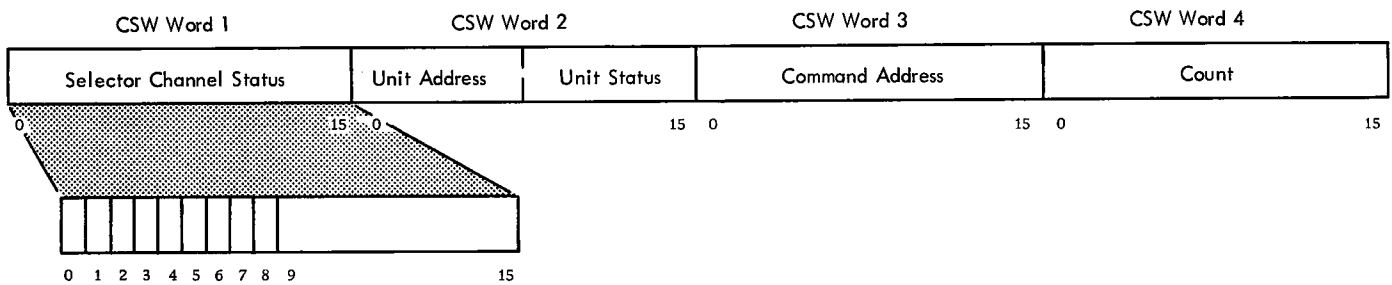 CSW Word 1 CSW Word 2 CSW Word 3 CSW Word 4
Selector Channel Status Unit Address Unit Status Command Address Count
0 15 0 15 0 15 0 15
0 1 2 3 4 5 6 7 8 9 15